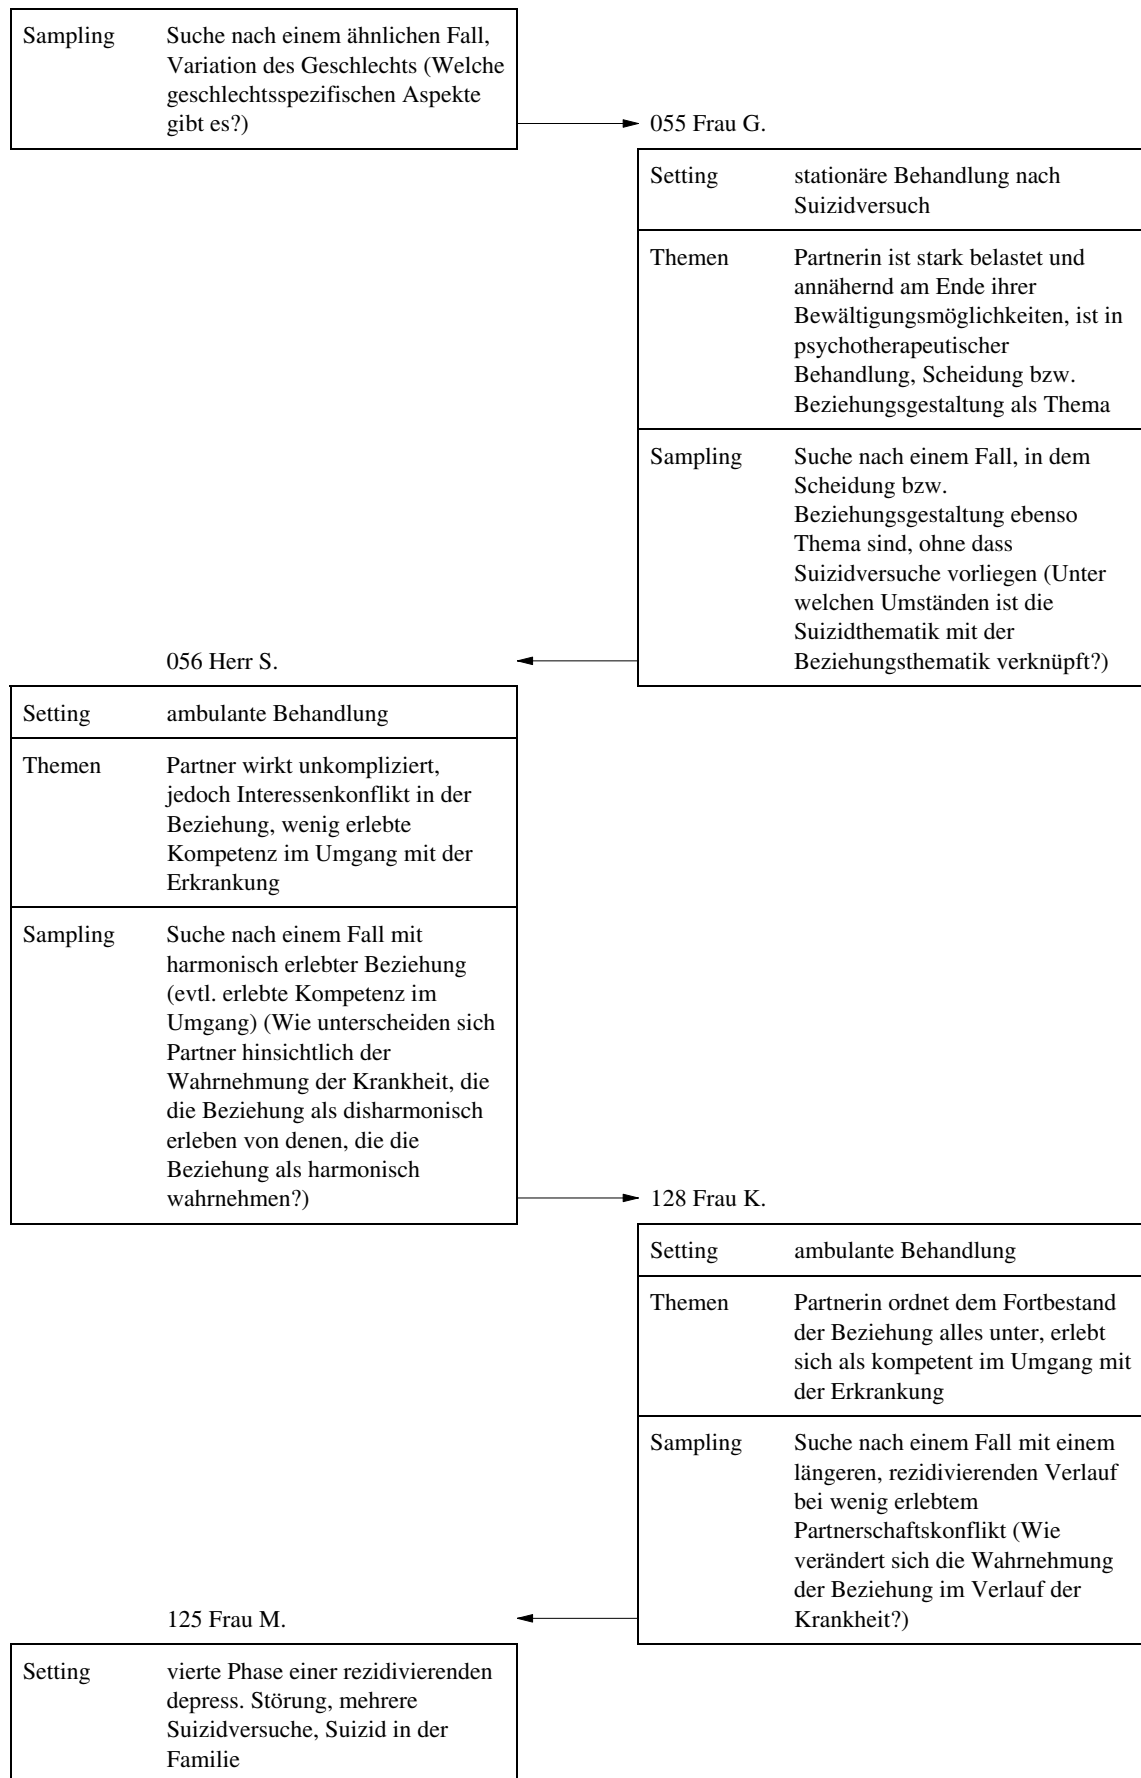 Sampling Suche nach einem ähnlichen Fall,
Variation des Geschlechts (Welche
geschlechtsspezifischen Aspekte
gibt es?)
055 Frau G.
Setting stationäre Behandlung nach
Suizidversuch
Themen Partnerin ist stark belastet und
annähernd am Ende ihrer
Bewältigungsmöglichkeiten, ist in
psychotherapeutischer
Behandlung, Scheidung bzw.
Beziehungsgestaltung als Thema
Sampling Suche nach einem Fall, in dem
Scheidung bzw.
Beziehungsgestaltung ebenso
Thema sind, ohne dass
Suizidversuche vorliegen (Unter
welchen Umständen ist die
Suizidthematik mit der
Beziehungsthematik verknüpft?)
056 Herr S.
Setting ambulante Behandlung
Themen Partner wirkt unkompliziert,
jedoch Interessenkonflikt in der
Beziehung, wenig erlebte
Kompetenz im Umgang mit der
Erkrankung
Sampling Suche nach einem Fall mit
harmonisch erlebter Beziehung
(evtl. erlebte Kompetenz im
Umgang) (Wie unterscheiden sich
Partner hinsichtlich der
Wahrnehmung der Krankheit, die
die Beziehung als disharmonisch
erleben von denen, die die
Beziehung als harmonisch
wahrnehmen?)
128 Frau K.
Setting ambulante Behandlung
Themen Partnerin ordnet dem Fortbestand
der Beziehung alles unter, erlebt
sich als kompetent im Umgang mit
der Erkrankung
Sampling Suche nach einem Fall mit einem
längeren, rezidivierenden Verlauf
bei wenig erlebtem
Partnerschaftskonflikt (Wie
verändert sich die Wahrnehmung
der Beziehung im Verlauf der
Krankheit?)
125 Frau M.
Setting vierte Phase einer rezidivierenden
depress. Störung, mehrere
Suizidversuche, Suizid in der
Familie